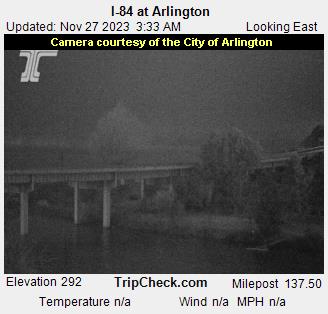 I-84 at Arlington
Updated: Nov 27 2023 3:33 AM Looking East
Camera courtesy of the City of Arlington
Elevation 292 TripCheck.com Milepost 137.50
Temperature n/a Wind n/a MPH n/a